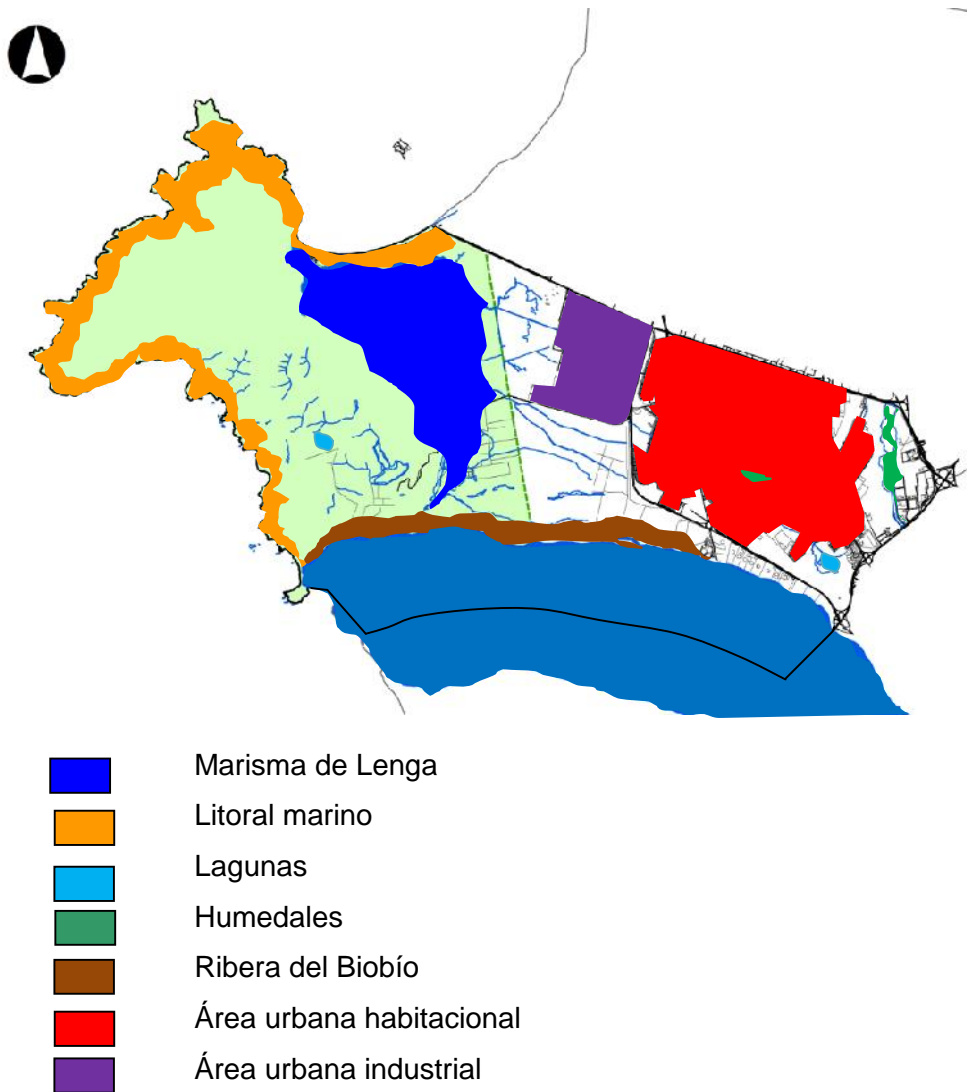 Marisma de Lenga
Litoral marino
Lagunas
Humedales
Ribera del Biobío
Área urbana habitacional
Área urbana industrial